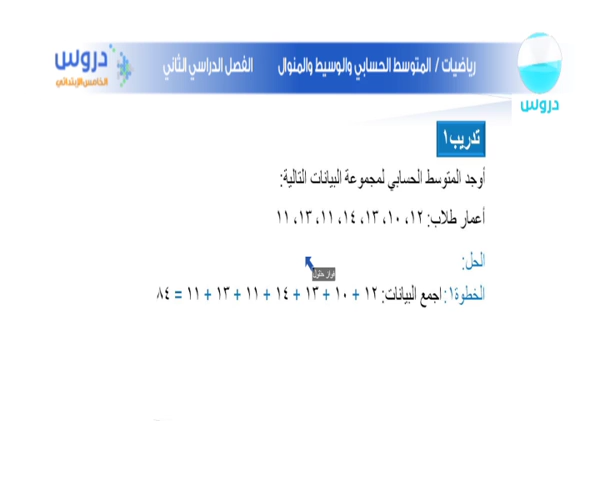 دروس
الخامس الإبتدائي
رياضيات / المتوسط الحسابي والوسيط والمنوال الفصل الدراسي الثاني
دروس
تدريب ١
أوجد المتوسط الحسابي لمجموعة البيانات التالية:
أعمار طلاب: ١٢، ١٠، ١٣، ١٤، ١١، ١٣، ١١
الحل:
الخطوة١: اجمع البيانات: ١٢ + ١٠ + ١٣ + ١٤ + ١١ + ١٣ + ١١ = ٨٤